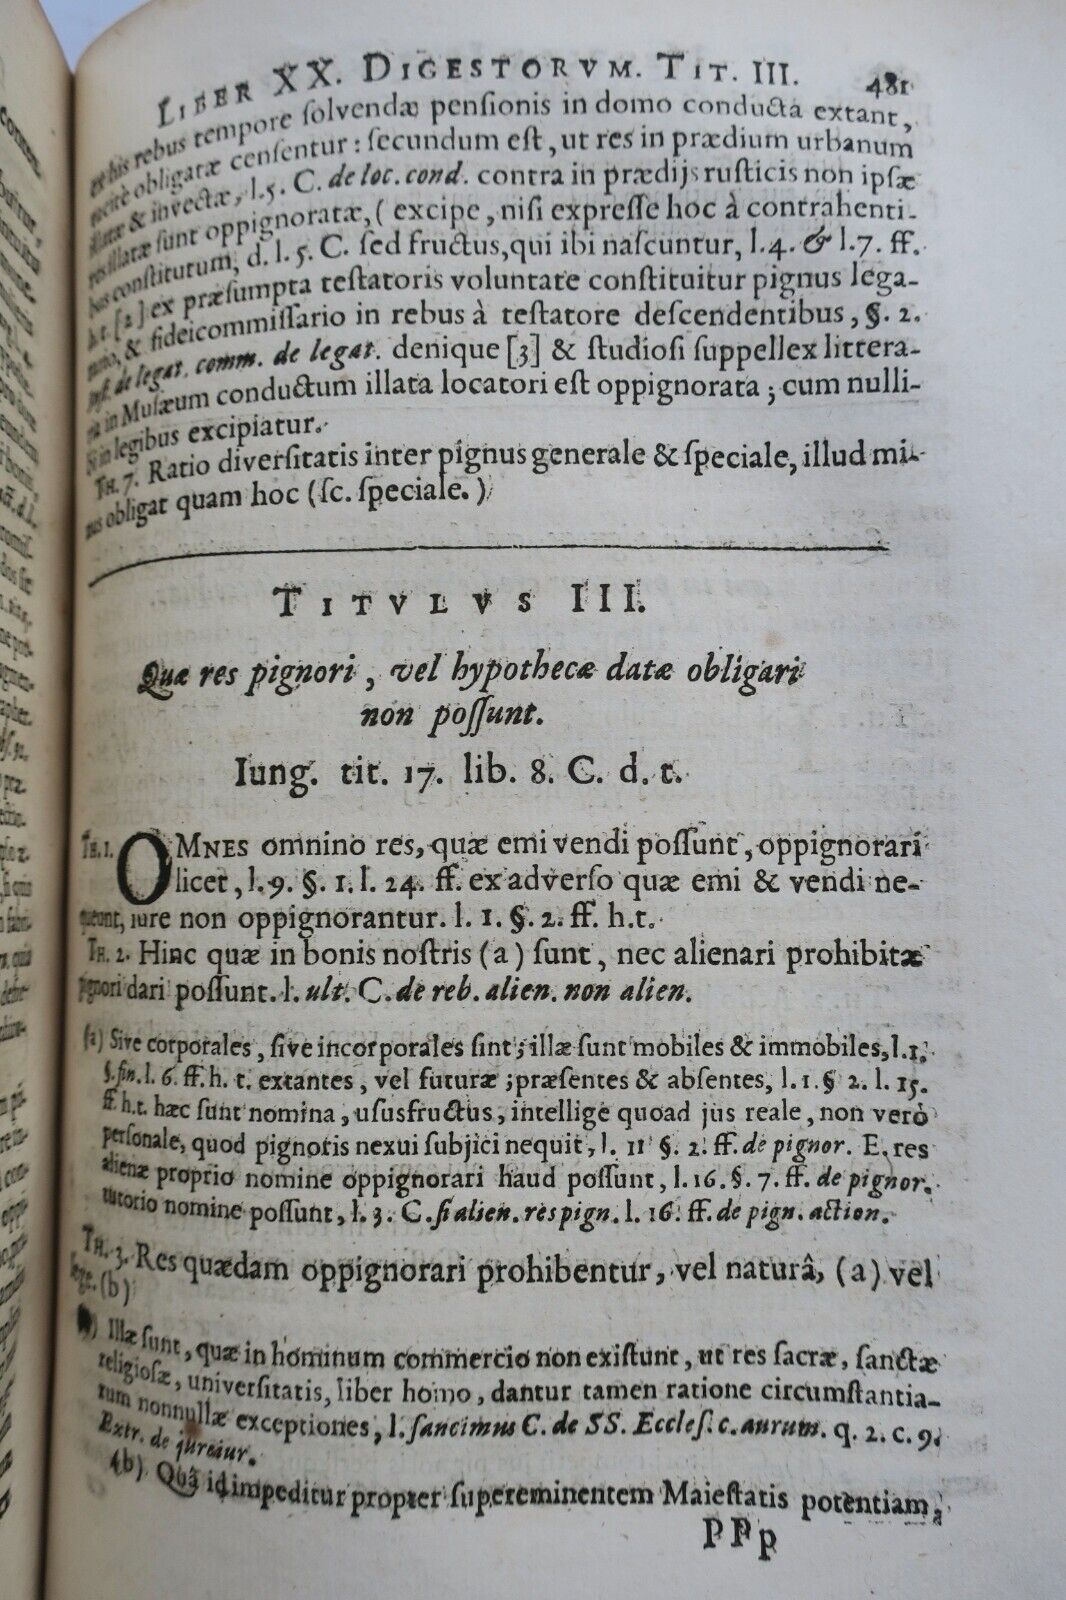 LIBER XX. DIGESTORVM. TIT. III. 481
ex his rebus tempore ſolvendæ penſionis in domo conducta extant,
tacitè obligatæ cenſentur : ſecundum eſt, ut res in prædium urbanum
illatæ & invectæ, l. 5. C. de loc. cond. contra in prædijs ruſticis non ipſæ
res illatæ ſunt oppignoratæ, ( excipe, niſi expreſſe hoc à contrahenti-
bus conſtitutum, d. l. 5. C. ſed fructus, qui ibi naſcuntur, l. 4. & l. 7. ff.
h.t. [2] ex præſumpta teſtatoris voluntate conſtituitur pignus lega-
tario, & fideicommiſſario in rebus à teſtatore deſcendentibus, §. 2.
inf. de legat. comm. de legat. denique [3] & ſtudioſi ſuppellex littera-
ria in Muſæum conductum illata locatori eſt oppignorata ; cum nulli-
bi in legibus excipiatur.
TH. 7. Ratio diverſitatis inter pignus generale & ſpeciale, illud mi-
nus obligat quam hoc (ſc. ſpeciale.)
TITVLVS III.
Quæ res pignori, vel hypothecæ datæ obligari
non poſſunt.
Iung. tit. 17. lib. 8. C. d. t.
TH. 1. OMNES omnino res, quæ emi vendi poſſunt, oppignorari
licet, l. 9. §. 1. l. 24. ff. ex adverſo quæ emi & vendi ne-
queunt, iure non oppignorantur. l. 1. §. 2. ff. h.t.
TH. 2. Hinc quæ in bonis noſtris (a) ſunt, nec alienari prohibitæ
pignori dari poſſunt. l. ult. C. de reb. alien. non alien.
(a) Sive corporales, ſive incorporales ſint ; illæ ſunt mobiles & immobiles, l. 1.
§. fin. l. 6. ff. h. t. extantes, vel futuræ ; præſentes & abſentes, l. 1. § 2. l. 15.
ff. h.t. hæc ſunt nomina, uſusfructus, intellige quoad jus reale, non verò
perſonale, quod pignoris nexui ſubjici nequit, l. 11 §. 2. ff. de pignor. E. res
alienæ proprio nomine oppignorari haud poſſunt, l. 16. §. 7. ff. de pignor.
tutorio nomine poſſunt, l. 3. C. ſi alien. res pign. l. 16. ff. de pign. action.
TH. 3. Res quædam oppignorari prohibentur, vel naturâ, (a) vel
lege. (b)
) Illæ ſunt, quæ in hominum commercio non exiſtunt, ut res ſacræ, ſanctæ
religioſæ, univerſitatis, liber homo, dantur tamen ratione circumſtantia-
rum nonnullæ exceptiones, l. ſancimus C. de SS. Eccleſ. c. aurum. q. 2. c. 9.
Extr. de jureiur.
(b) Quâ id impeditur propter ſupereminentem Maieſtatis potentiam,
PPp